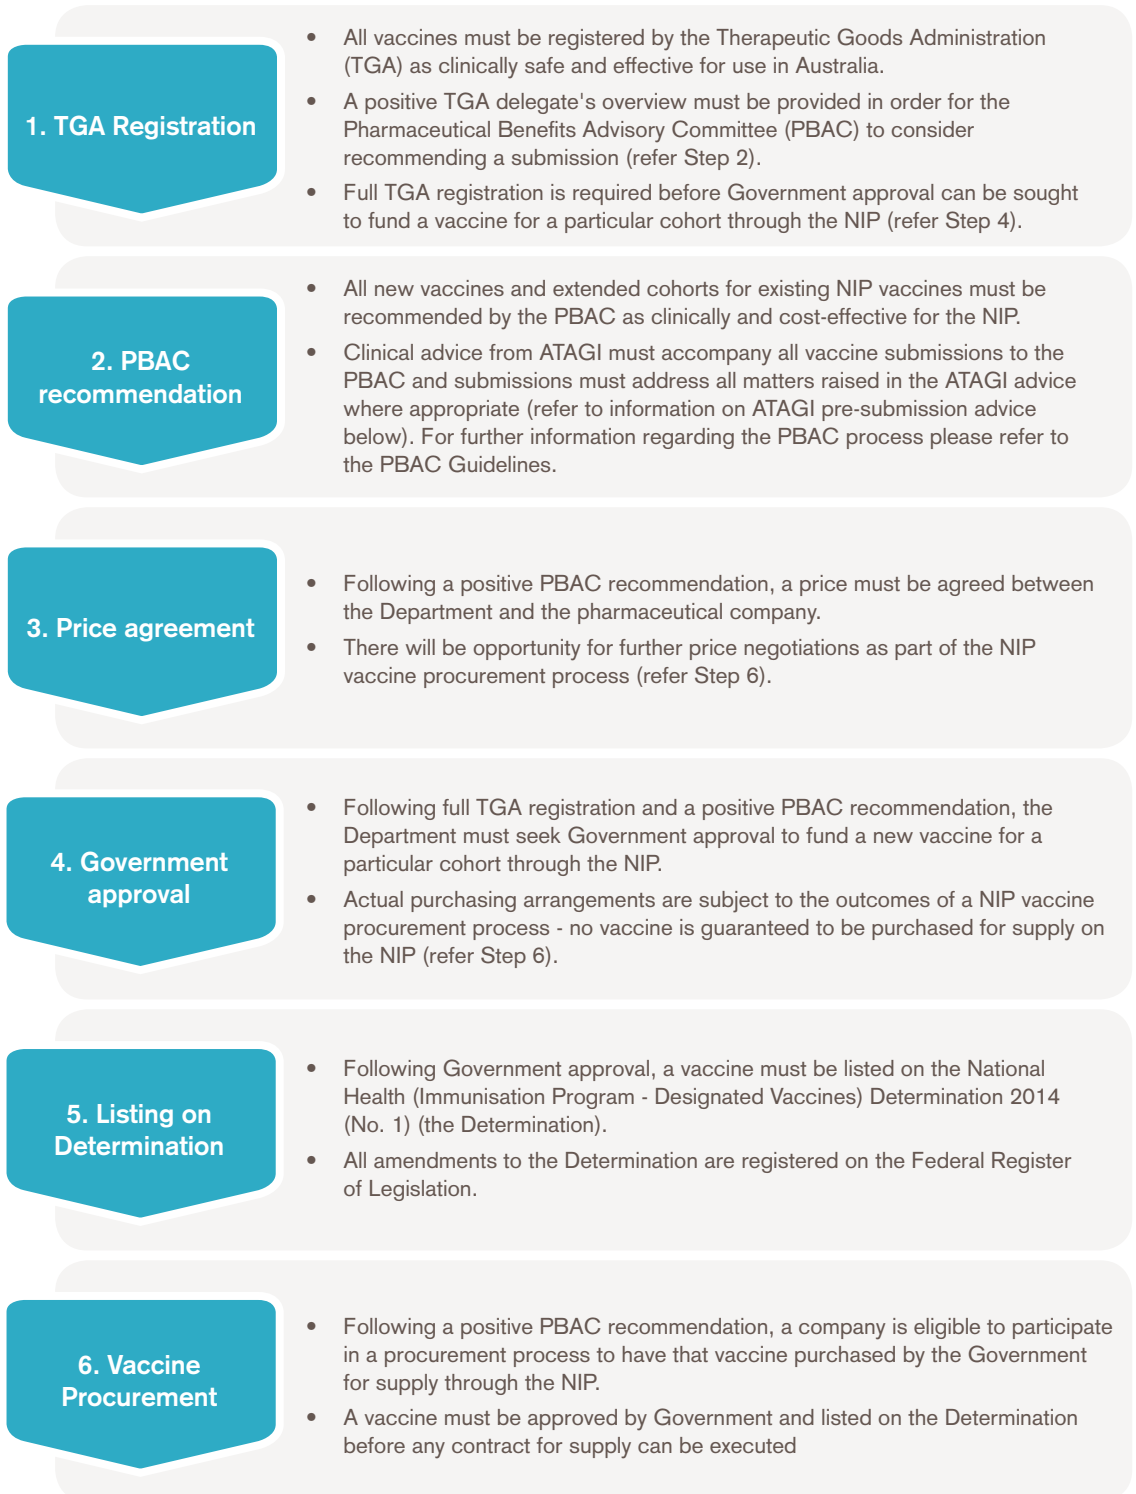 1. TGA Registration
• All vaccines must be registered by the Therapeutic Goods Administration
(TGA) as clinically safe and effective for use in Australia.
• A positive TGA delegate's overview must be provided in order for the
Pharmaceutical Benefits Advisory Committee (PBAC) to consider
recommending a submission (refer Step 2).
• Full TGA registration is required before Government approval can be sought
to fund a vaccine for a particular cohort through the NIP (refer Step 4).
2. PBAC
recommendation
• All new vaccines and extended cohorts for existing NIP vaccines must be
recommended by the PBAC as clinically and cost-effective for the NIP.
• Clinical advice from ATAGI must accompany all vaccine submissions to the
PBAC and submissions must address all matters raised in the ATAGI advice
where appropriate (refer to information on ATAGI pre-submission advice
below). For further information regarding the PBAC process please refer to
the PBAC Guidelines.
3. Price agreement
• Following a positive PBAC recommendation, a price must be agreed between
the Department and the pharmaceutical company.
• There will be opportunity for further price negotiations as part of the NIP
vaccine procurement process (refer Step 6).
4. Government
approval
• Following full TGA registration and a positive PBAC recommendation, the
Department must seek Government approval to fund a new vaccine for a
particular cohort through the NIP.
• Actual purchasing arrangements are subject to the outcomes of a NIP vaccine
procurement process - no vaccine is guaranteed to be purchased for supply on
the NIP (refer Step 6).
5. Listing on
Determination
• Following Government approval, a vaccine must be listed on the National
Health (Immunisation Program - Designated Vaccines) Determination 2014
(No. 1) (the Determination).
• All amendments to the Determination are registered on the Federal Register
of Legislation.
6. Vaccine
Procurement
• Following a positive PBAC recommendation, a company is eligible to participate
in a procurement process to have that vaccine purchased by the Government
for supply through the NIP.
• A vaccine must be approved by Government and listed on the Determination
before any contract for supply can be executed